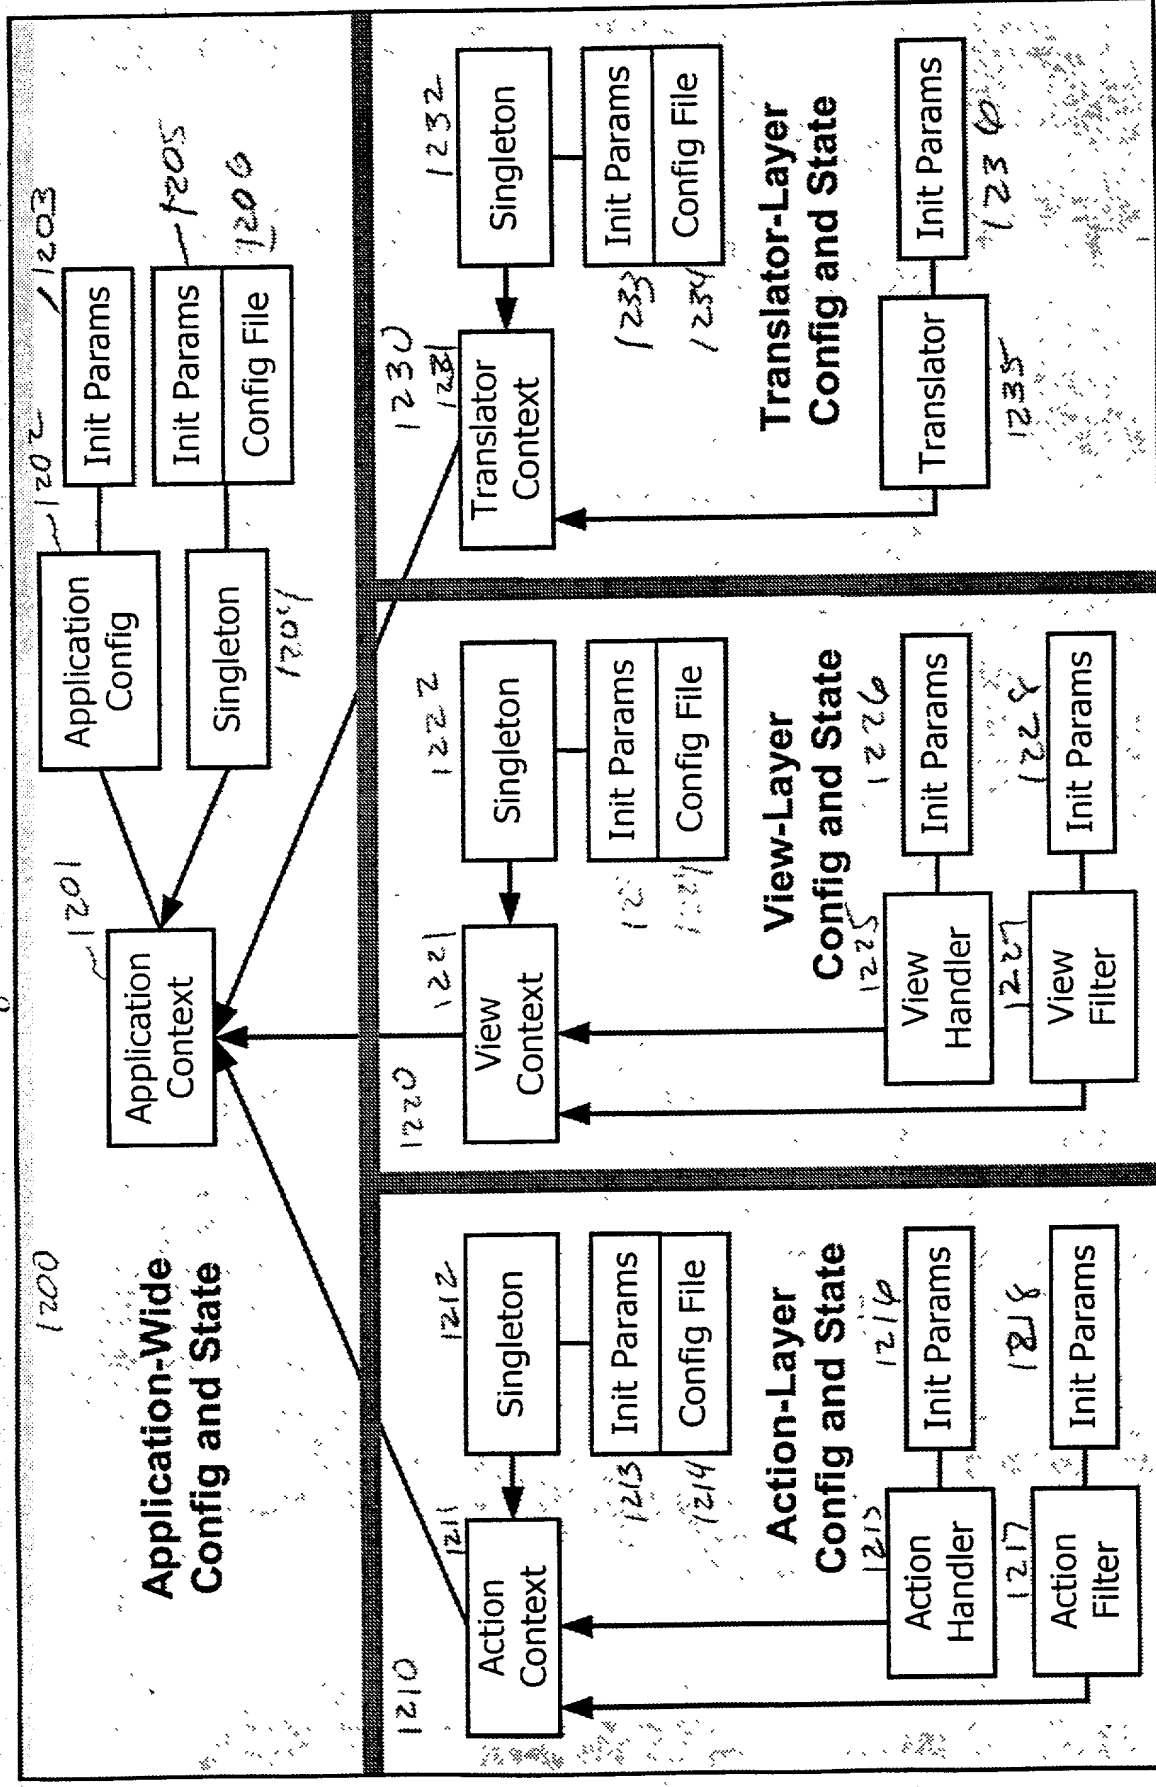 1200
Application-Wide
Config and State
1201
Application
Context
1202
Application
Config
1203
Init Params
Singleton
1204
Init Params
1205
Config File
1206
1210
Action
Context
1211
Singleton
1212
Init Params
1213
Config File
1214
Action-Layer
Config and State
Action
Handler
1215
Init Params
1216
Action
Filter
1217
Init Params
1218
1220
View
Context
1221
Singleton
1222
Init Params
Config File
View-Layer
Config and State
View
Handler
1225
Init Params
1226
View
Filter
1227
Init Params
1228
1230
Translator
Context
1231
Singleton
1232
Init Params
1233
Config File
1234
Translator-Layer
Config and State
Translator
1235
Init Params
1236